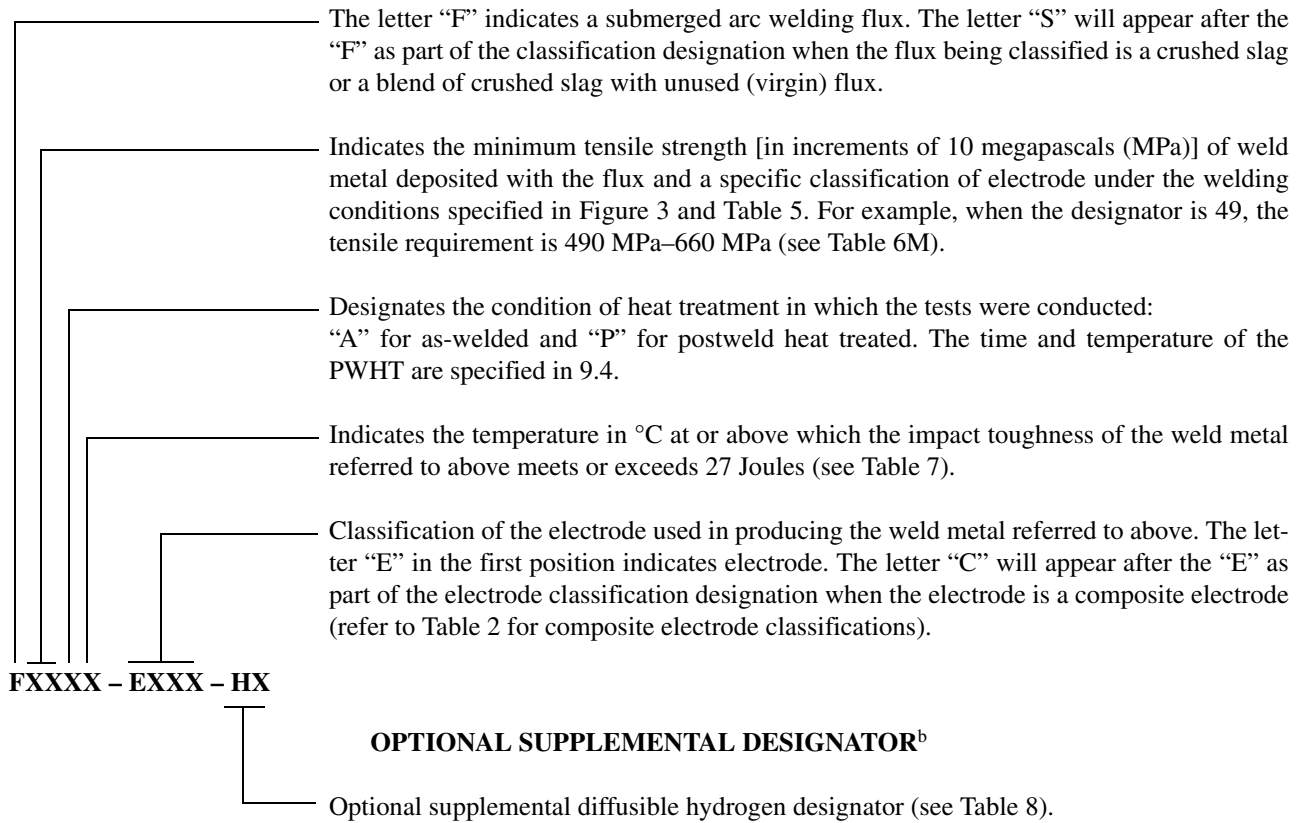 The letter “F” indicates a submerged arc welding flux. The letter “S” will appear after the
“F” as part of the classification designation when the flux being classified is a crushed slag
or a blend of crushed slag with unused (virgin) flux.
Indicates the minimum tensile strength [in increments of 10 megapascals (MPa)] of weld
metal deposited with the flux and a specific classification of electrode under the welding
conditions specified in Figure 3 and Table 5. For example, when the designator is 49, the
tensile requirement is 490 MPa–660 MPa (see Table 6M).
Designates the condition of heat treatment in which the tests were conducted:
“A” for as-welded and “P” for postweld heat treated. The time and temperature of the
PWHT are specified in 9.4.
Indicates the temperature in °C at or above which the impact toughness of the weld metal
referred to above meets or exceeds 27 Joules (see Table 7).
Classification of the electrode used in producing the weld metal referred to above. The let-
ter “E” in the first position indicates electrode. The letter “C” will appear after the “E” as
part of the electrode classification designation when the electrode is a composite electrode
(refer to Table 2 for composite electrode classifications).
FXXXX – EXXX – HX
OPTIONAL SUPPLEMENTAL DESIGNATORb
Optional supplemental diffusible hydrogen designator (see Table 8).